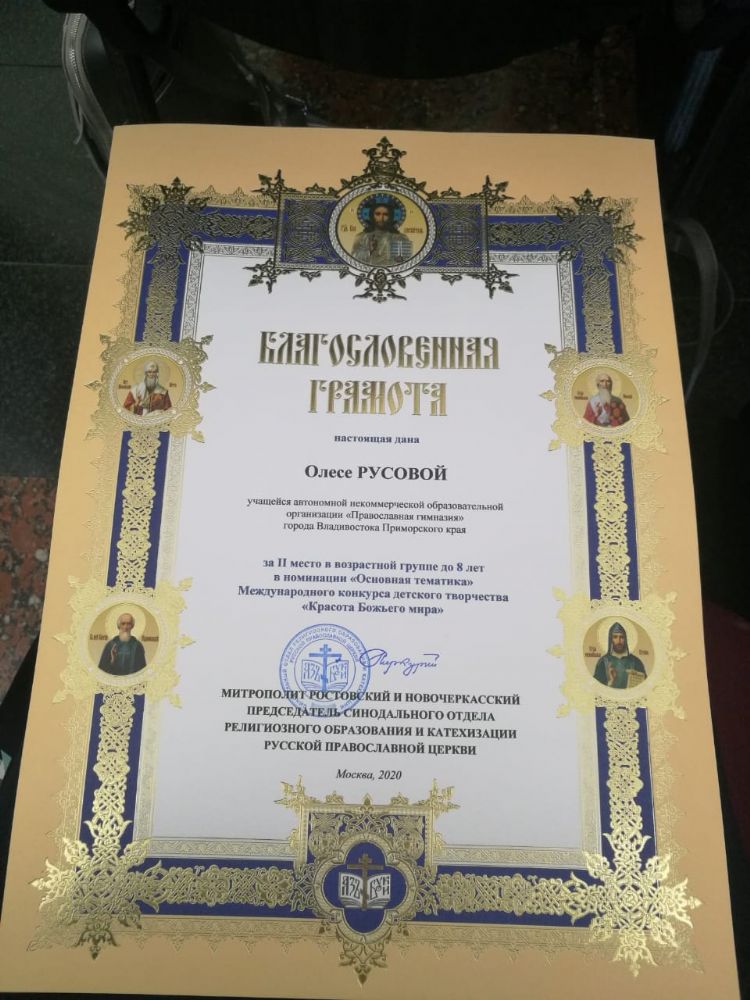 БЛАГОСЛОВЕННАЯ
ГРАМОТА
настоящая дана
Олесе РУСОВОЙ
учащейся автономной некоммерческой образовательной
организации «Православная гимназия»
города Владивостока Приморского края
за II место в возрастной группе до 8 лет
в номинации «Основная тематика»
Международного конкурса детского творчества
«Красота Божьего мира»
МИТРОПОЛИТ РОСТОВСКИЙ И НОВОЧЕРКАССКИЙ
ПРЕДСЕДАТЕЛЬ СИНОДАЛЬНОГО ОТДЕЛА
РЕЛИГИОЗНОГО ОБРАЗОВАНИЯ И КАТЕХИЗАЦИИ
РУССКОЙ ПРАВОСЛАВНОЙ ЦЕРКВИ
Москва, 2020
АЗЪ БУКИ